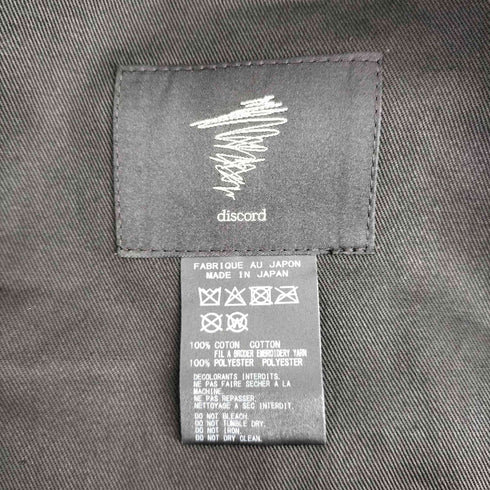 discord
FABRIQUE AU JAPON
MADE IN JAPAN
100% COTON COTTON
FIL A BRODER EMBROIDERY YARN
100% POLYESTER POLYESTER
DECOLORANTS INTERDITS.
NE PAS FAIRE SECHER A LA
MACHINE.
NE PAS REPASSER.
NETTOYAGE A SEC INTERDIT.
DO NOT BLEACH.
DO NOT TUMBLE DRY.
DO NOT IRON.
DO NOT DRY CLEAN.